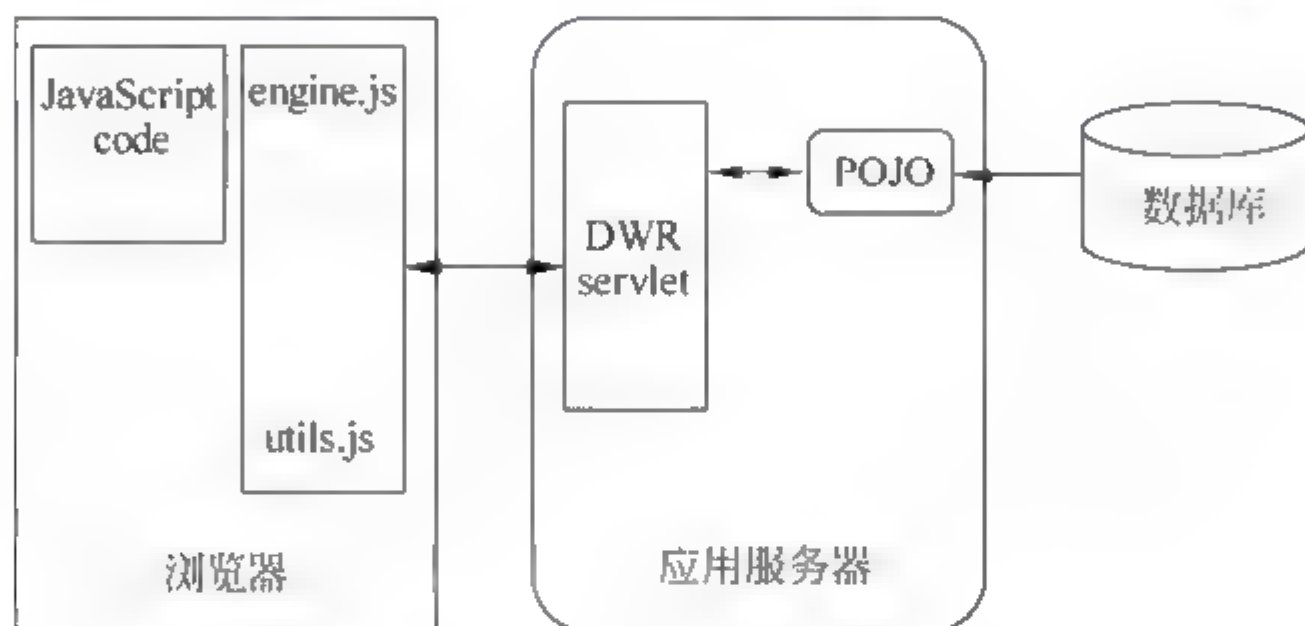 JavaScript
code
engine.js
utils.js
浏览器
DWR
servlet
POJO
应用服务器
数据库